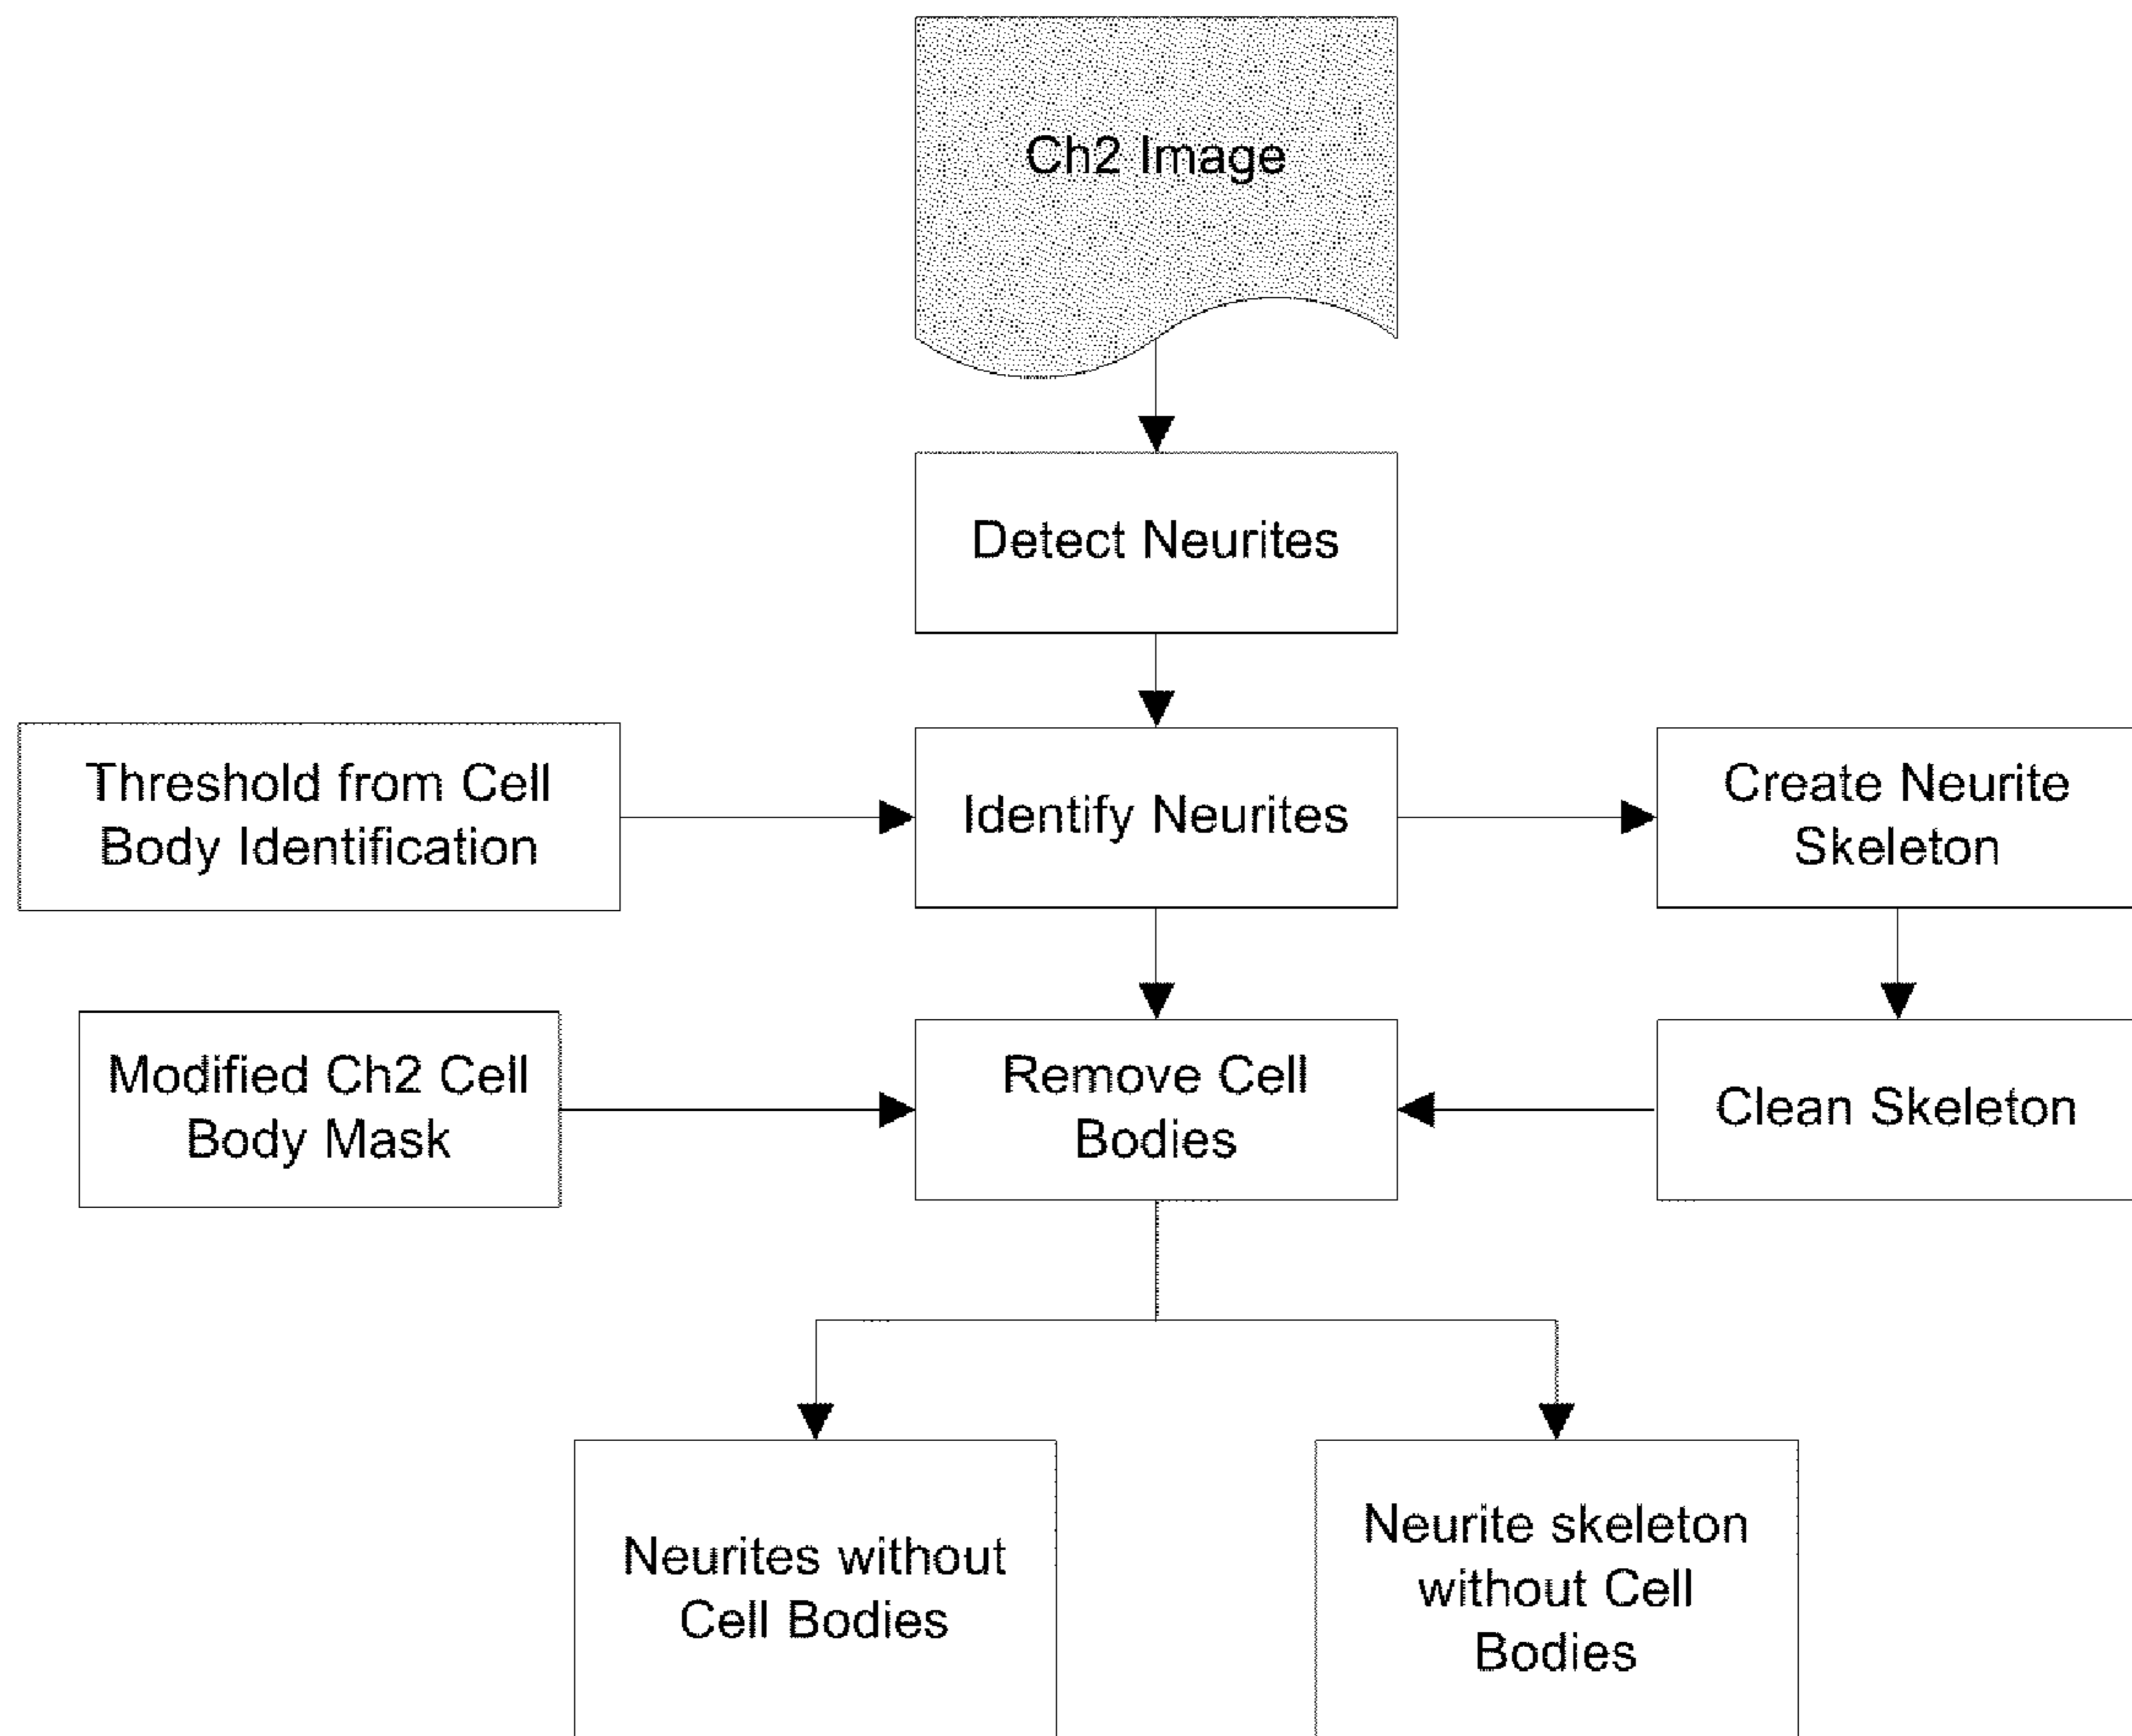 Ch2 Image
Detect Neurites
Threshold from Cell
Body Identification
Identify Neurites
Create Neurite
Skeleton
Modified Ch2 Cell
Body Mask
Remove Cell
Bodies
Clean Skeleton
Neurites without
Cell Bodies
Neurite skeleton
without Cell
Bodies